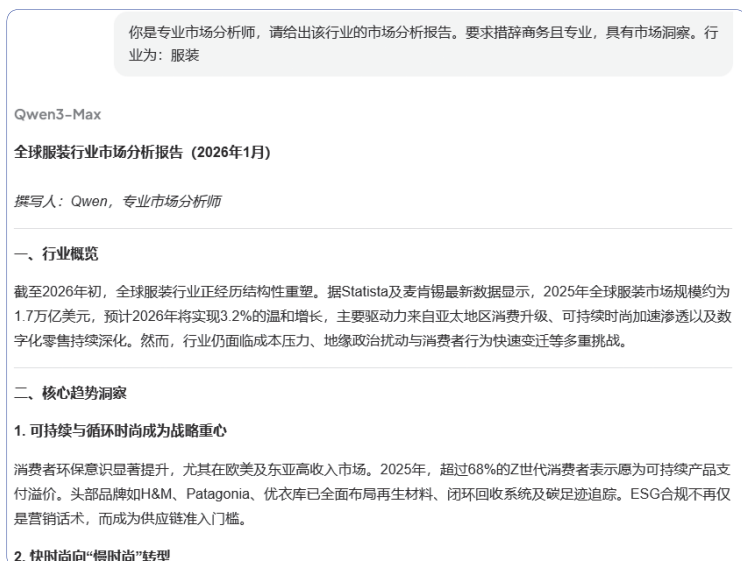 你是专业市场分析师，请给出该行业的市场分析报告。要求措辞商务且专业，具有市场洞察。行
业为：服装
Qwen3-Max
全球服装行业市场分析报告（2026年1月）
撰写人：Qwen，专业市场分析师
一、行业概览
截至2026年初，全球服装行业正经历结构性重塑。据Statista及麦肯锡最新数据显示，2025年全球服装市场规模约为
1.7万亿美元，预计2026年将实现3.2%的温和增长，主要驱动力来自亚太地区消费升级、可持续时尚加速渗透以及数
字化零售持续深化。然而，行业仍面临成本压力、地缘政治扰动与消费者行为快速变迁等多重挑战。
二、核心趋势洞察
1. 可持续与循环时尚成为战略重心
消费者环保意识显著提升，尤其在欧美及东亚高收入市场。2025年，超过68%的Z世代消费者表示愿为可持续产品支
付溢价。头部品牌如H&M、Patagonia、优衣库已全面布局再生材料、闭环回收系统及碳足迹追踪。ESG合规不再仅
是营销话术，而成为供应链准入门槛。
2. 快时尚向“慢时尚”转型